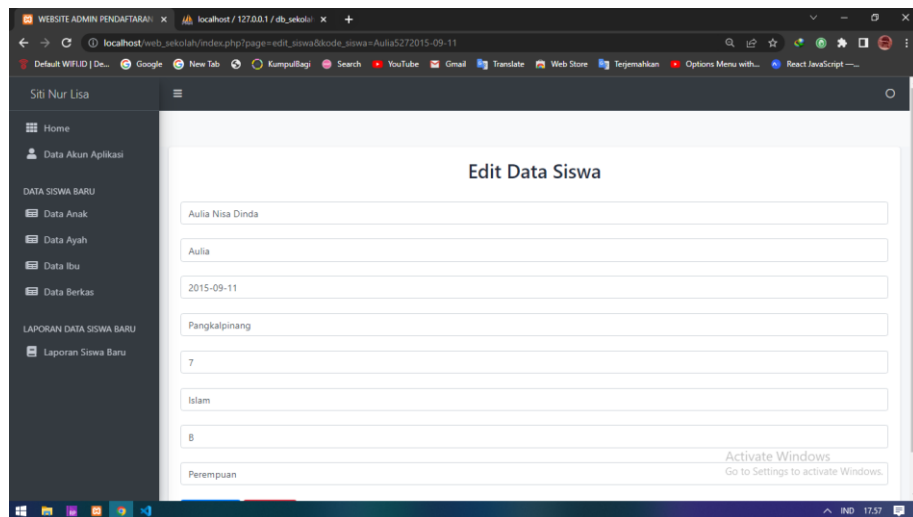 WEBSITE ADMIN PENDAFTARAN
localhost / 127.0.0.1 / db_sekolah
localhost/web_sekolah/index.php?page=edit_siswa&kode_siswa=Aulia5272015-09-11
Default WIFI.ID | De... Google New Tab KumpulBagi Search YouTube Gmail Translate Web Store Terjemahkan Options Menu with... React JavaScript —...
Siti Nur Lisa
Home
Data Akun Aplikasi
DATA SISWA BARU
Data Anak
Data Ayah
Data Ibu
Data Berkas
LAPORAN DATA SISWA BARU
Laporan Siswa Baru
Edit Data Siswa
Aulia Nisa Dinda
Aulia
2015-09-11
Pangkalpinang
7
Islam
B
Perempuan
Activate Windows
Go to Settings to activate Windows.
IND 17.57